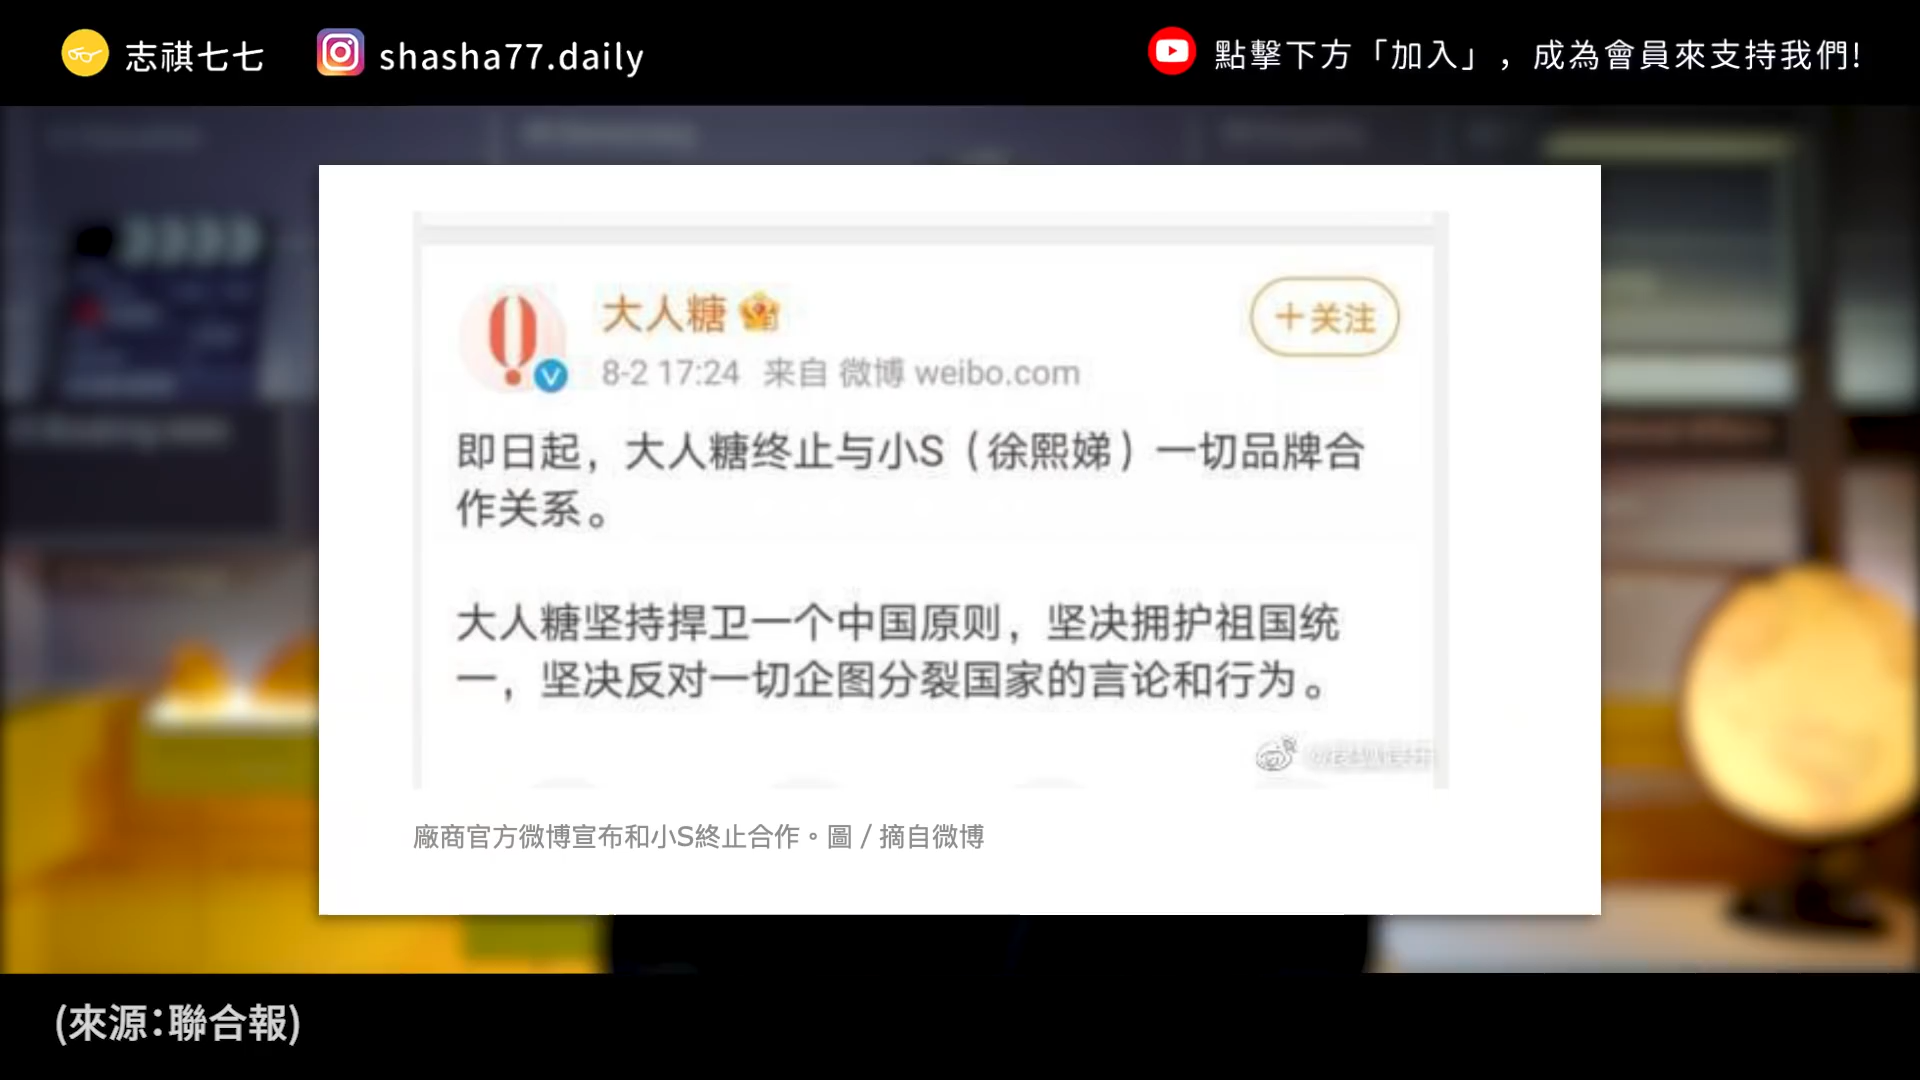 志祺七七
shasha77.daily
點擊下方「加入」，成為會員來支持我們!
大人糖
+关注
8-2 17:24 来自 微博 weibo.com
即日起，大人糖终止与小S（徐熙娣）一切品牌合
作关系。
大人糖坚持捍卫一个中国原则，坚决拥护祖国统
一，坚决反对一切企图分裂国家的言论和行为。
廠商官方微博宣布和小S終止合作。圖 / 摘自微博
(來源：聯合報)